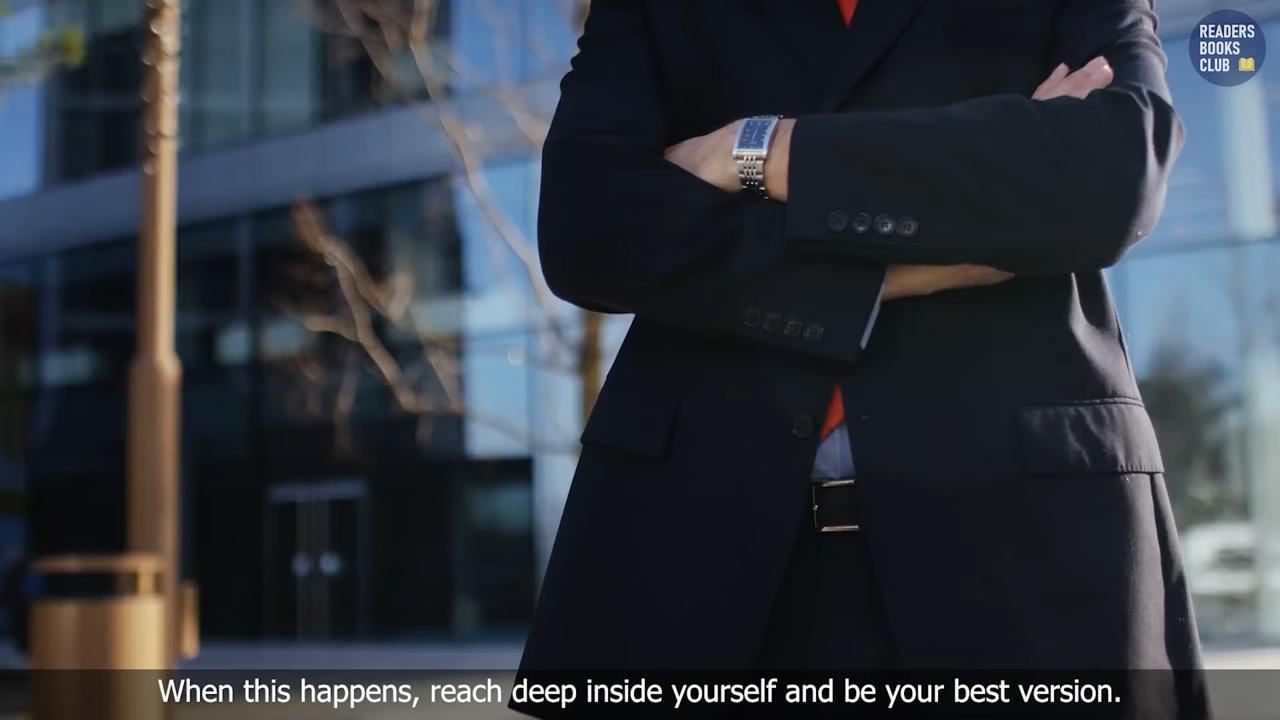 READERS
BOOKS
CLUB
When this happens, reach deep inside yourself and be your best version.